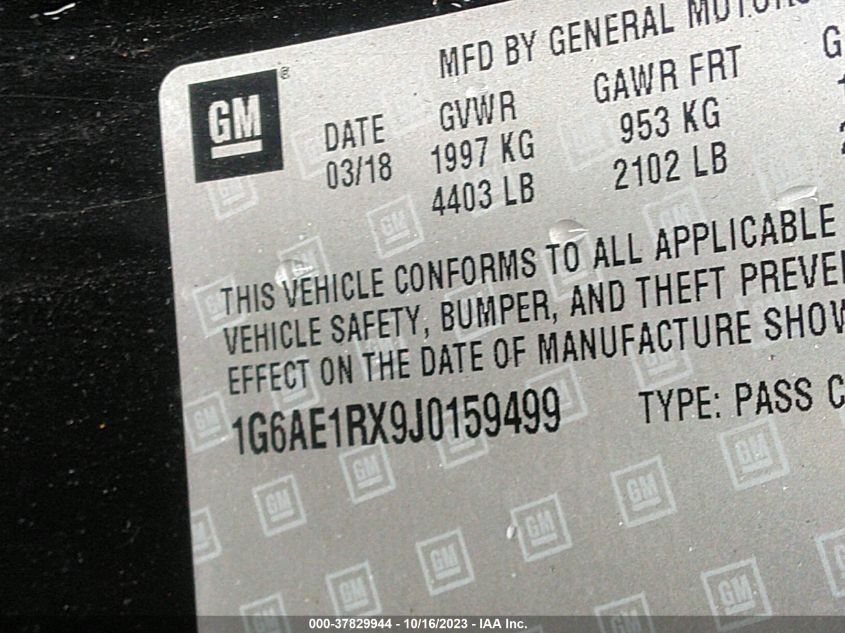 MFD BY GENERAL MOTORS
GM ®
DATE GVWR GAWR FRT G
03/18 1997 KG 953 KG
4403 LB 2102 LB
THIS VEHICLE CONFORMS TO ALL APPLICABLE
VEHICLE SAFETY, BUMPER, AND THEFT PREVE
EFFECT ON THE DATE OF MANUFACTURE SHOW
1G6AE1RX9J0159499 TYPE: PASS C
000-37829944 - 10/16/2023 - IAA Inc.